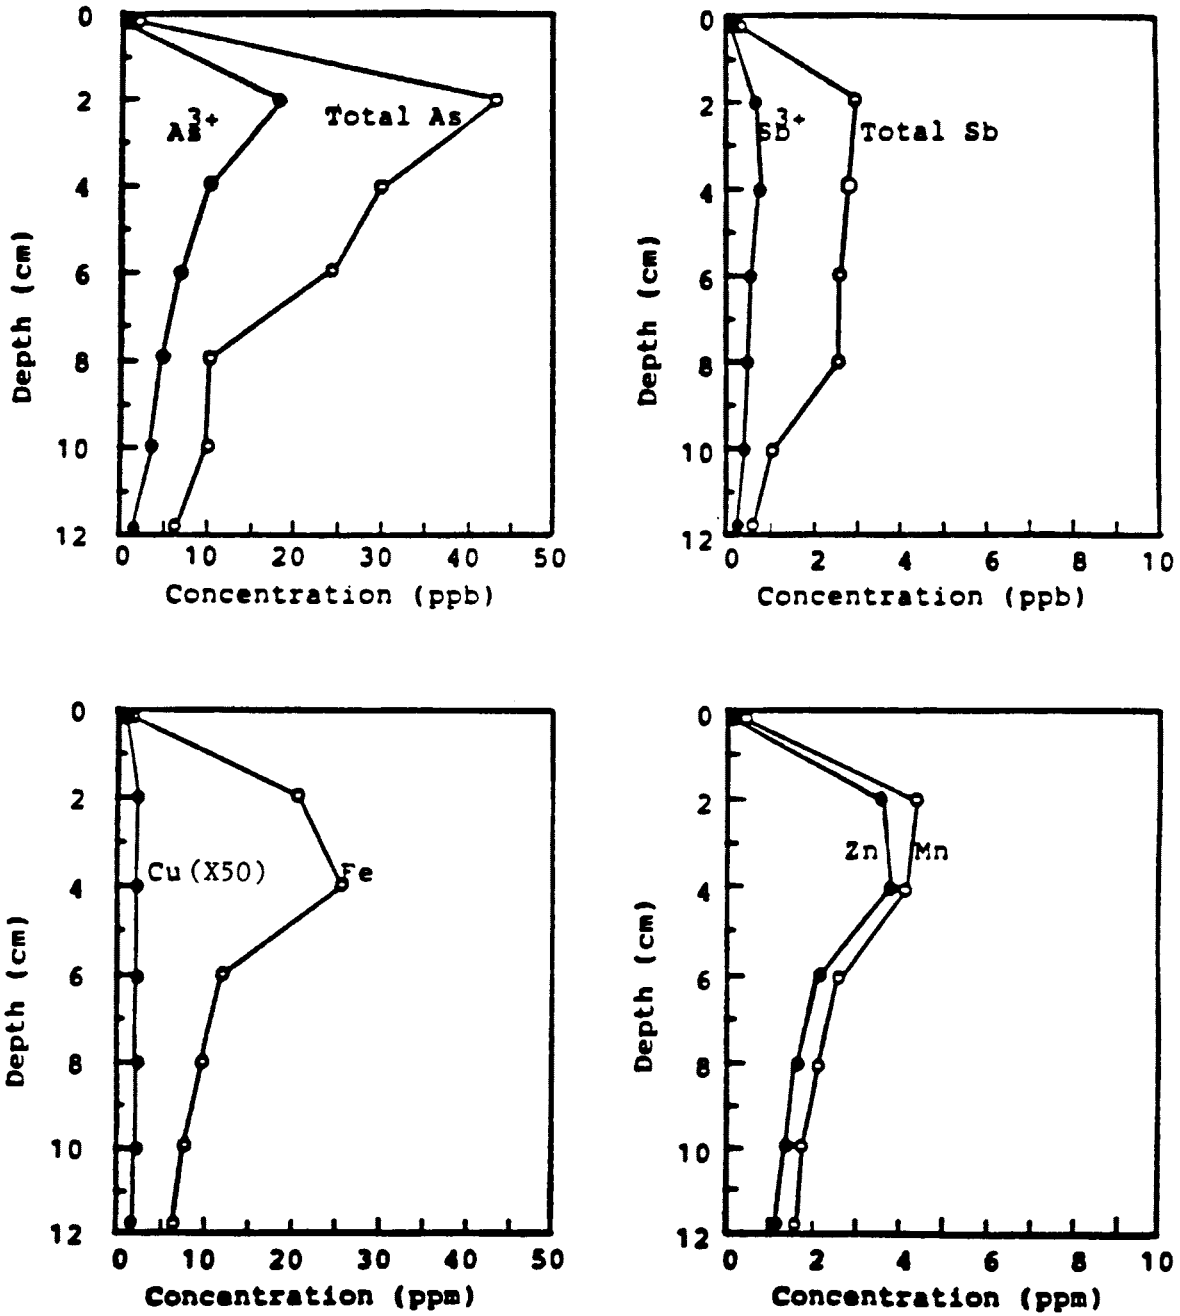 0
2
4
6
8
10
12
Depth (cm)
As3+
Total As
0 10 20 30 40 50
Concentration (ppb)
0
2
4
6
8
10
12
Depth (cm)
Sb3+
Total Sb
0 2 4 6 8 10
Concentration (ppb)
0
2
4
6
8
10
12
Depth (cm)
Cu (X50)
Fe
0 10 20 30 40 50
Concentration (ppm)
0
2
4
6
8
10
12
Depth (cm)
Zn
Mn
0 2 4 6 8 10
Concentration (ppm)